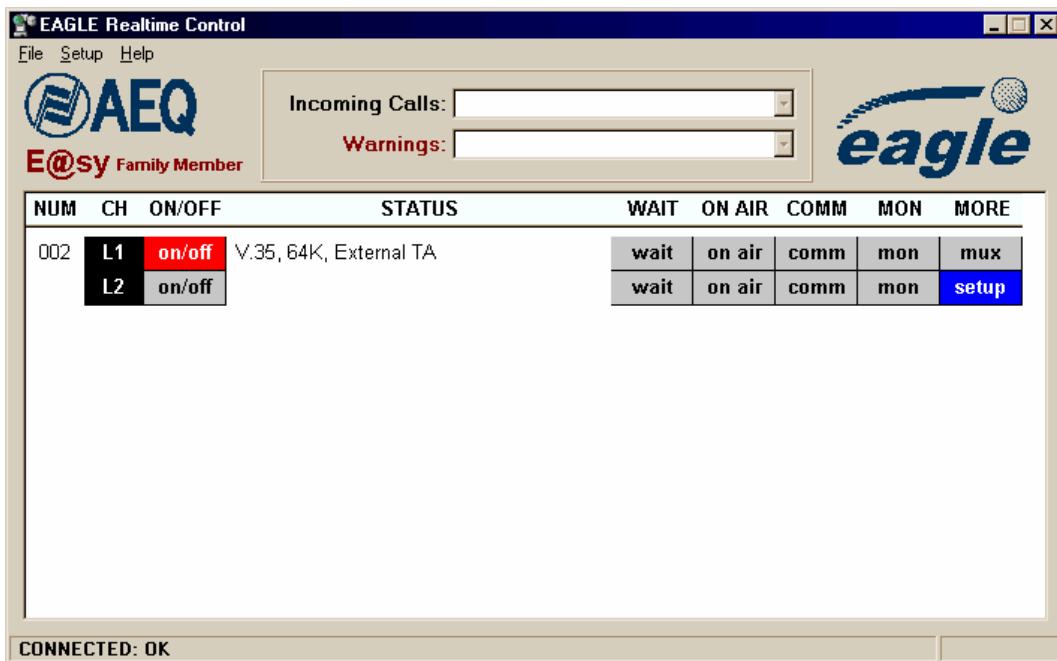 EAGLE Realtime Control
File Setup Help
AEQ
E@sy Family Member
Incoming Calls:
Warnings:
eagle
NUM CH ON/OFF STATUS WAIT ON AIR COMM MON MORE
002 L1 on/off V.35, 64K, External TA wait on air comm mon mux
L2 on/off wait on air comm mon setup
CONNECTED: OK